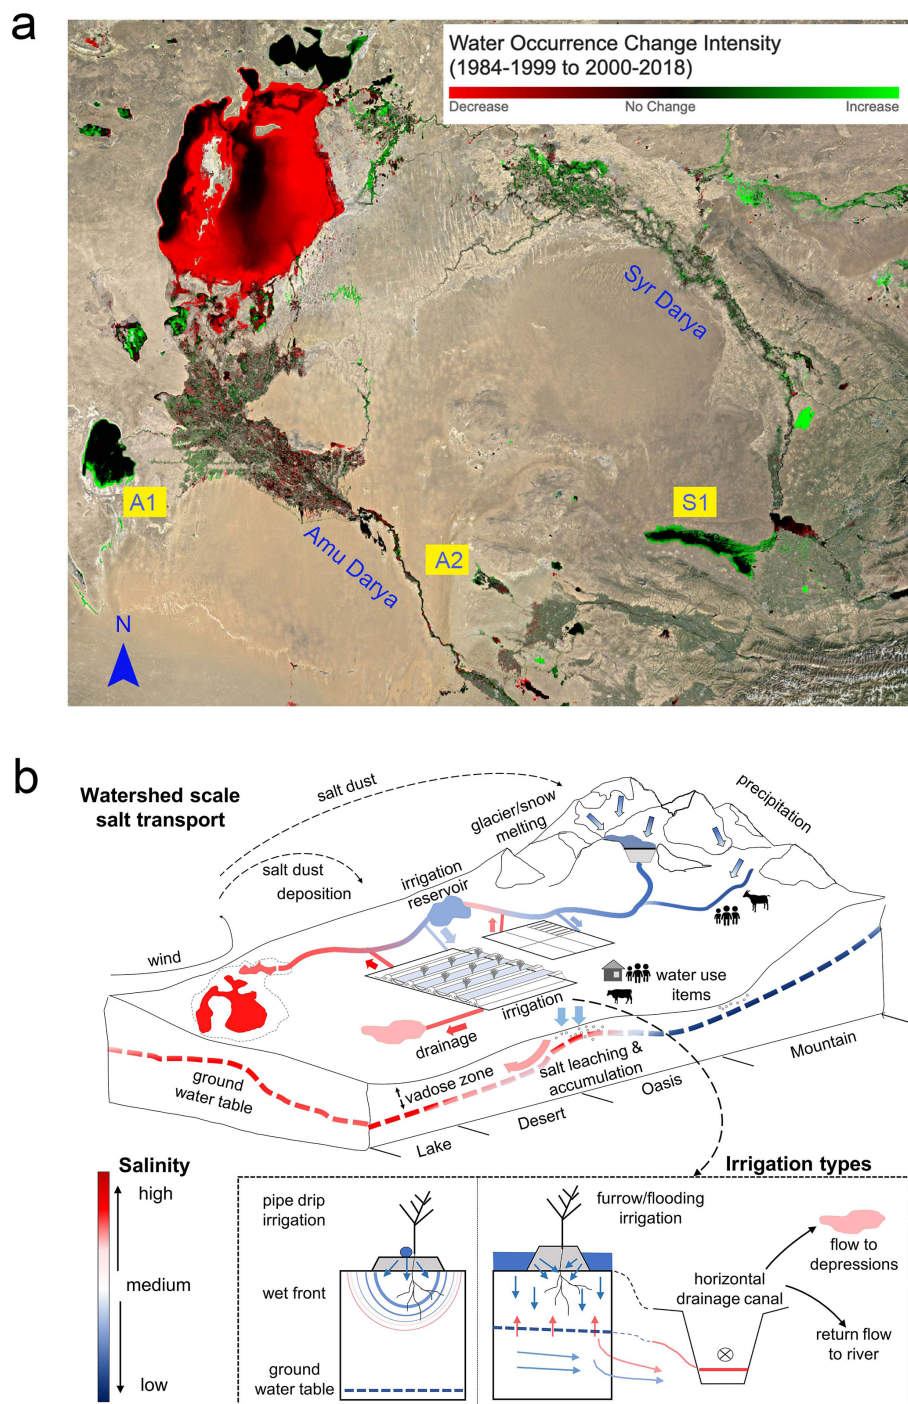 a
Water Occurrence Change Intensity
(1984-1999 to 2000-2018)
Decrease No Change Increase
Syr Darya
A1
S1
Amu Darya
A2
N
b
Watershed scale
salt transport
salt dust
glacier/snow
melting
precipitation
salt dust
deposition
irrigation
reservoir
wind
water use
items
irrigation
drainage
ground
water table
vadose zone
salt leaching &
accumulation
Lake
Desert
Oasis
Mountain
Salinity
high
medium
low
Irrigation types
pipe drip
irrigation
wet front
ground
water table
furrow/flooding
irrigation
horizontal
drainage canal
flow to
depressions
return flow
to river